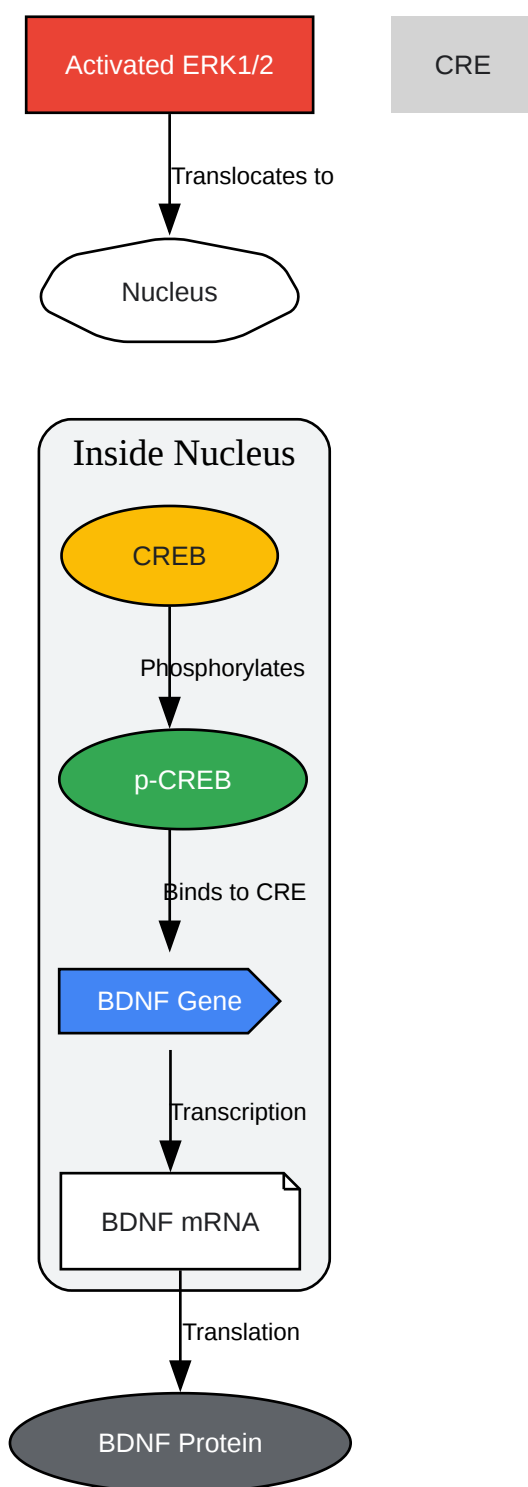 Activated ERK1/2
CRE
Translocates to
Nucleus
Inside Nucleus
CREB
Phosphorylates
p-CREB
Binds to CRE
BDNF Gene
Transcription
BDNF mRNA
Translation
BDNF Protein